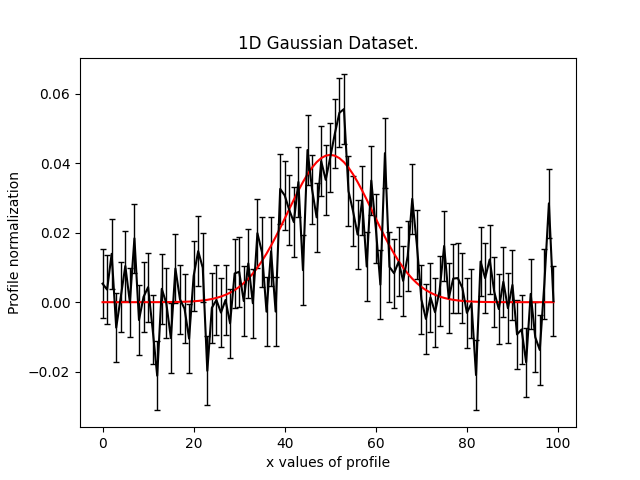 1D Gaussian Dataset.
Profile normalization
0.06
0.04
0.02
0.00
−0.02
0 20 40 60 80 100
x values of profile